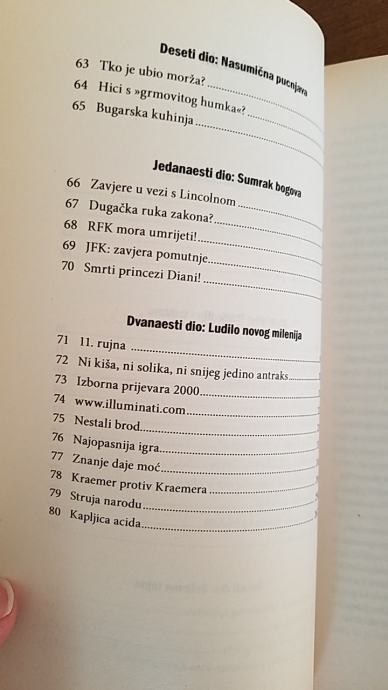 Deseti dio: Nasumična pucnjava
63 Tko je ubio morža?
64 Hici s »grmovitog humka«?
65 Bugarska kuhinja
Jedanaesti dio: Sumrak bogova
66 Zavjere u vezi s Lincolnom
67 Dugačka ruka zakona?
68 RFK mora umrijeti!
69 JFK: zavjera pomutnje
70 Smrti princezi Diani!
Dvanaesti dio: Ludilo novog milenija
71 11. rujna
72 Ni kiša, ni solika, ni snijeg jedino antraks
73 Izborna prijevara 2000
74 www.illuminati.com
75 Nestali brod
76 Najopasnija igra
77 Znanje daje moć
78 Kraemer protiv Kraemera
79 Struja narodu
80 Kapljica acida